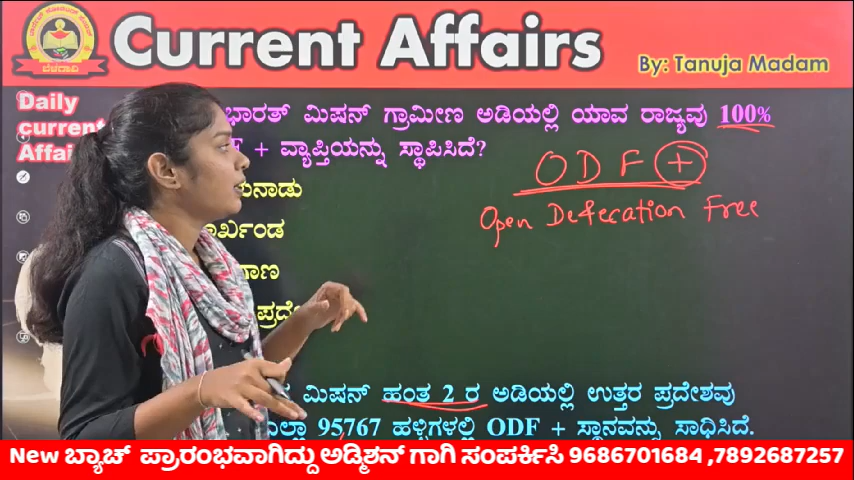 Current Affairs
By: Tanuja Madam
Daily
current
Affai
ಭಾರತ್ ಮಿಷನ್ ಗ್ರಾಮೀಣ ಅಡಿಯಲ್ಲಿ ಯಾವ ರಾಜ್ಯವು 100%
+ ವ್ಯಾಪ್ತಿಯನ್ನು ಸ್ಥಾಪಿಸಿದೆ?
ODF +
Open Defecation Free
ಮಿಷನ್ ಹಂತ 2 ರ ಅಡಿಯಲ್ಲಿ ಉತ್ತರ ಪ್ರದೇಶವು
95767 ಹಳ್ಳಿಗಳಲ್ಲಿ ODF + ಸ್ಥಾನವನ್ನು ಸಾಧಿಸಿದೆ.
New ಬ್ಯಾಚ್ ಪ್ರಾರಂಭವಾಗಿದ್ದು ಅಡ್ಮಿಶನ್ ಗಾಗಿ ಸಂಪರ್ಕಿಸಿ 9686701684 ,7892687257